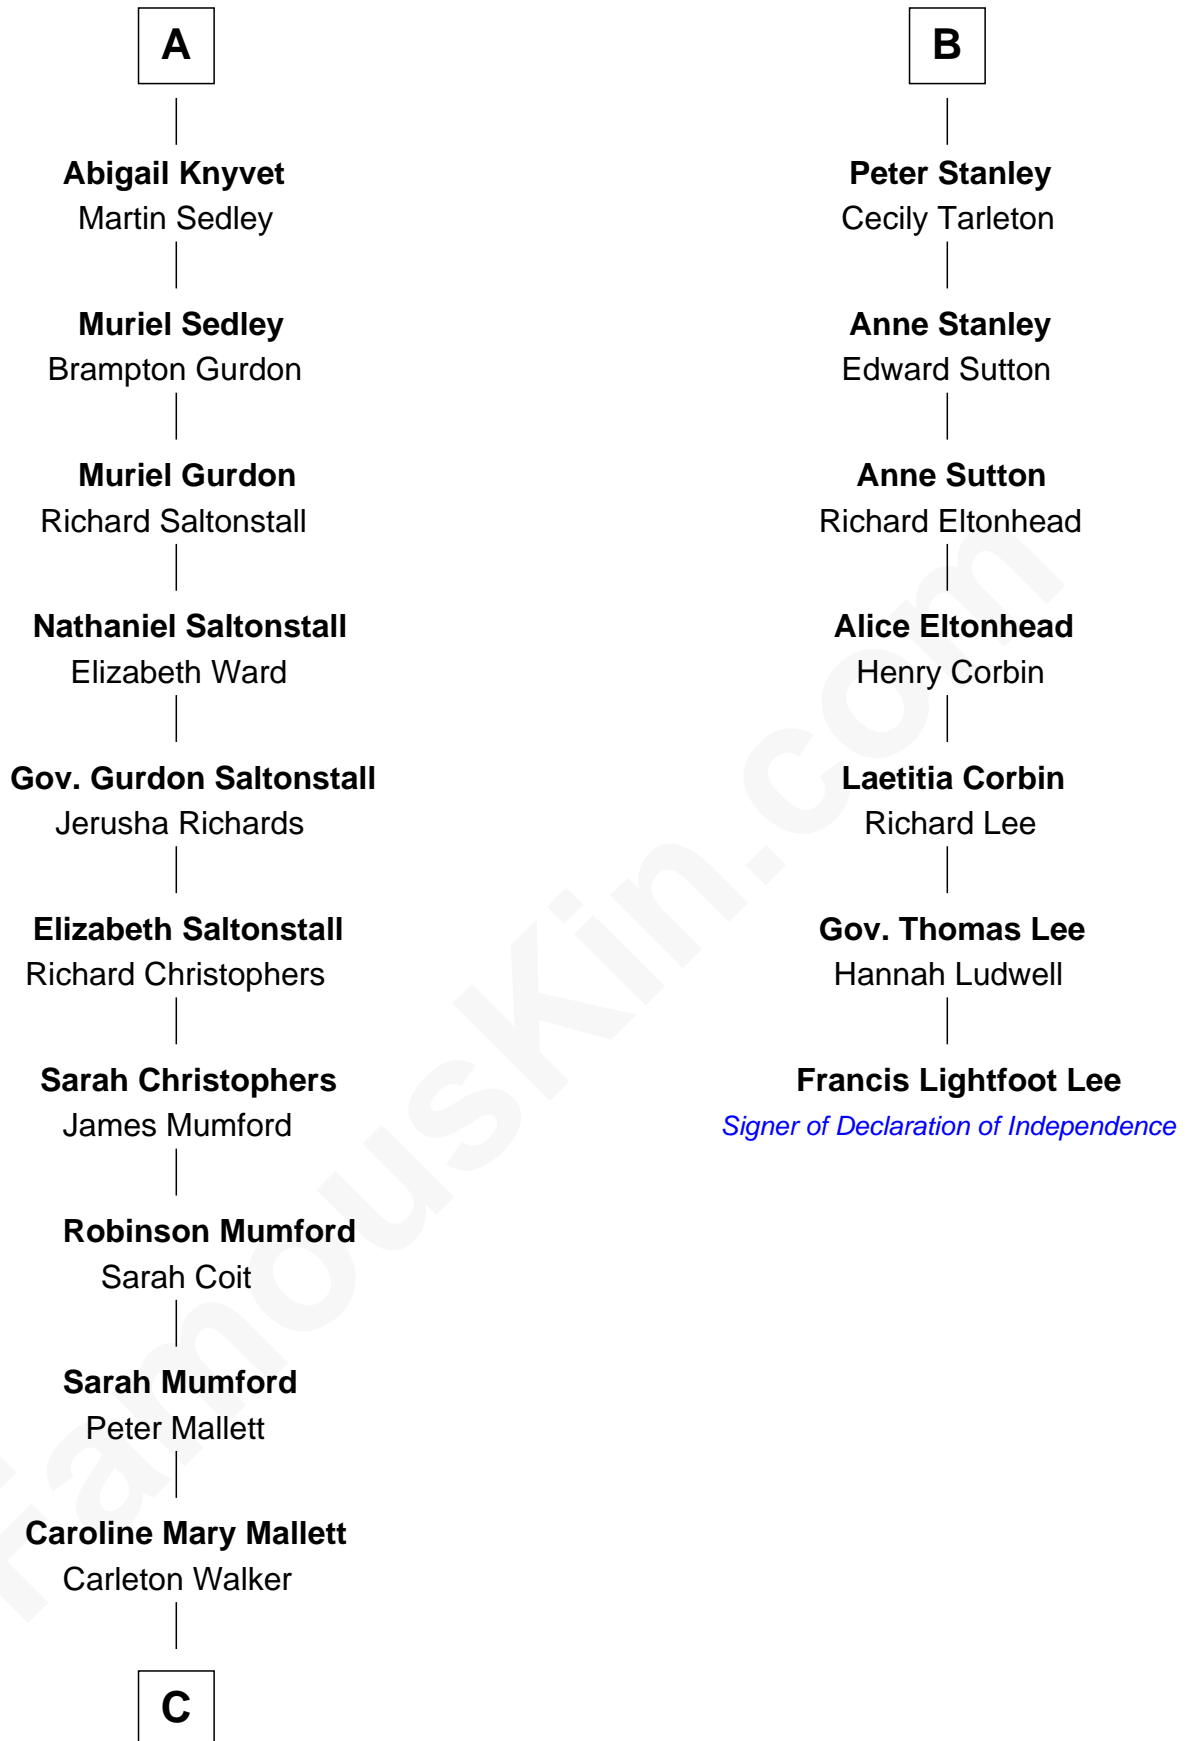 A
Abigail Knyvet
Martin Sedley
Muriel Sedley
Brampton Gurdon
Muriel Gurdon
Richard Saltonstall
Nathaniel Saltonstall
Elizabeth Ward
Gov. Gurdon Saltonstall
Jerusha Richards
Elizabeth Saltonstall
Richard Christophers
Sarah Christophers
James Mumford
Robinson Mumford
Sarah Coit
Sarah Mumford
Peter Mallett
Caroline Mary Mallett
Carleton Walker
C
B
Peter Stanley
Cecily Tarleton
Anne Stanley
Edward Sutton
Anne Sutton
Richard Eltonhead
Alice Eltonhead
Henry Corbin
Laetitia Corbin
Richard Lee
Gov. Thomas Lee
Hannah Ludwell
Francis Lightfoot Lee
Signer of Declaration of Independence
FamousKin.com